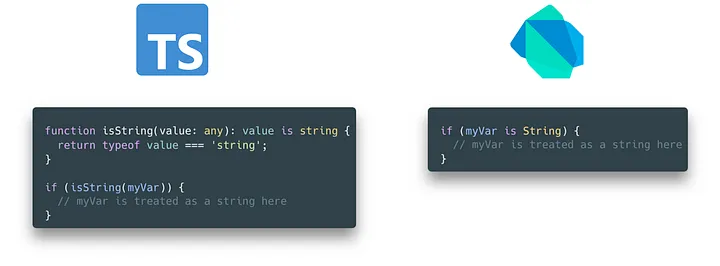 TS
function isString(value: any): value is string {
  return typeof value === 'string';
}
if (isString(myVar)) {
  // myVar is treated as a string here
}
if (myVar is String) {
  // myVar is treated as a string here
}